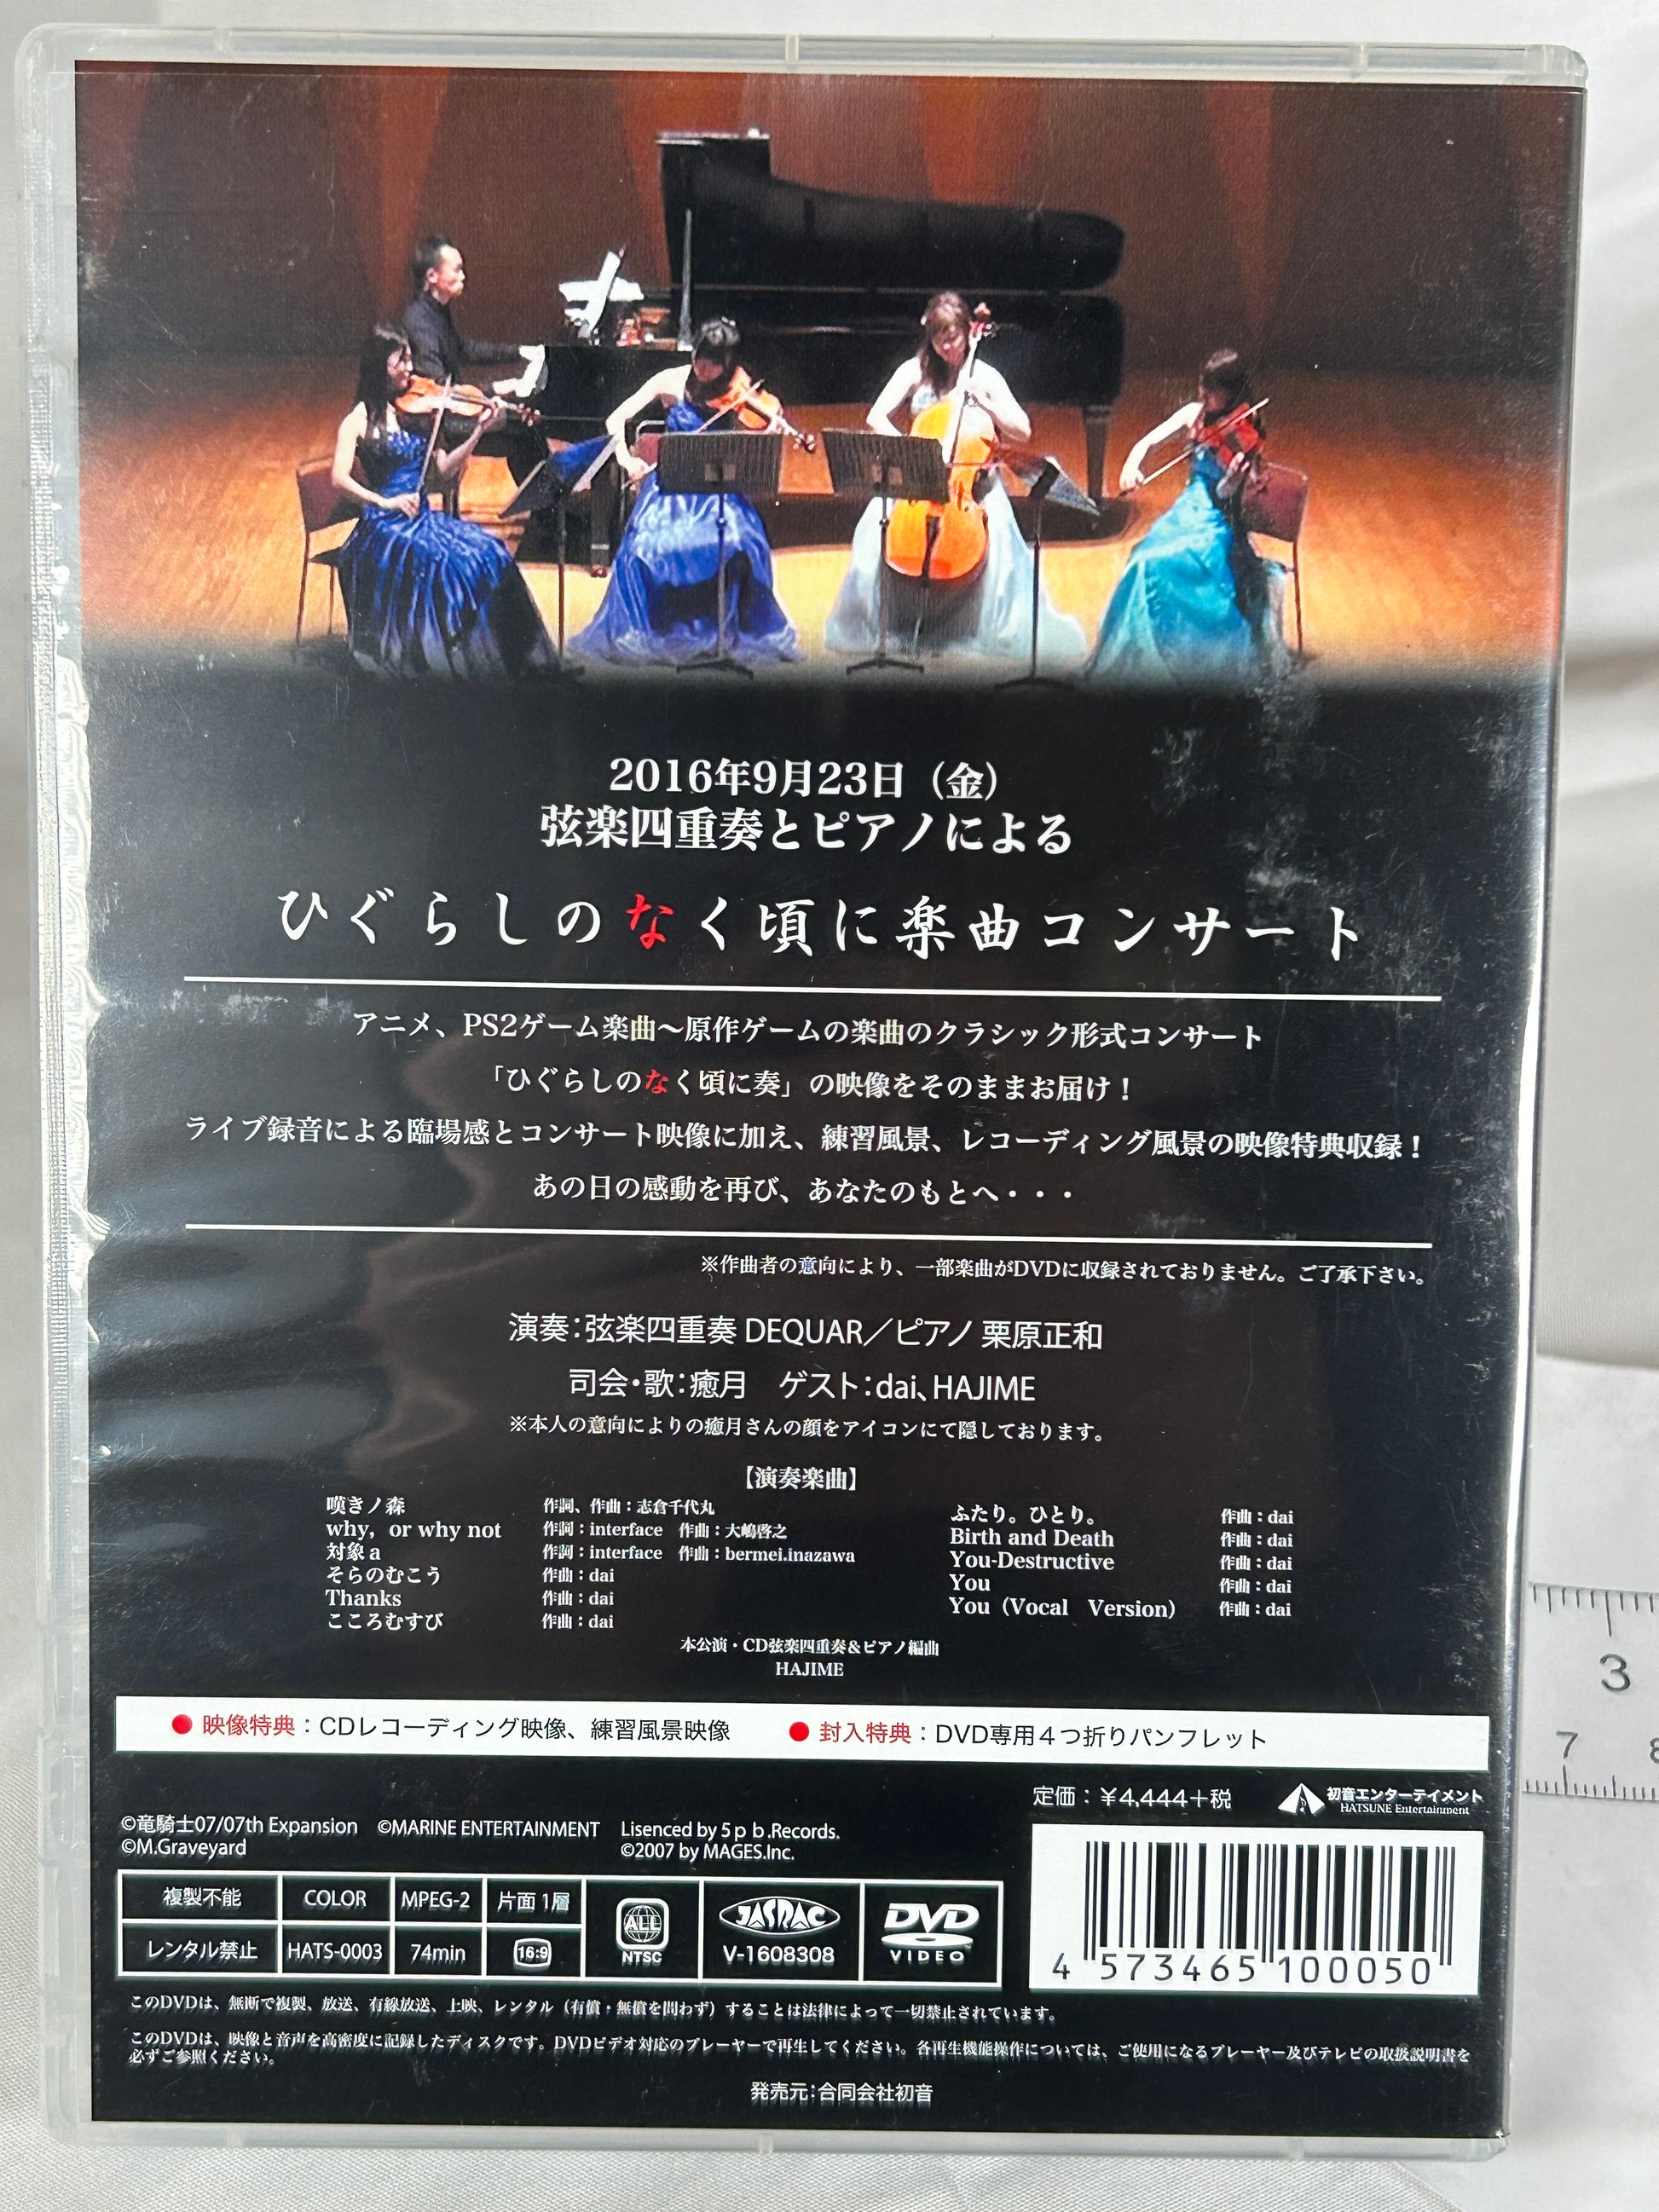 2016年9月23日（金）
弦楽四重奏とピアノによる
ひぐらしのなく頃に楽曲コンサート
アニメ、PS2ゲーム楽曲～原作ゲームの楽曲のクラシック形式コンサート
「ひぐらしのなく頃に奏」の映像をそのままお届け！
ライブ録音による臨場感とコンサート映像に加え、練習風景、レコーディング風景の映像特典収録！
あの日の感動を再び、あなたのもとへ・・・
※作曲者の意向により、一部楽曲がDVDに収録されておりません。ご了承下さい。
演奏：弦楽四重奏 DEQUAR／ピアノ 栗原正和
司会・歌：癒月　ゲスト：dai、HAJIME
※本人の意向によりの癒月さんの顔をアイコンにて隠しております。
【演奏楽曲】
嘆きノ森　作詞、作曲：志倉千代丸
why, or why not　作詞：interface　作曲：大嶋啓之
対象a　作詞：interface　作曲：bermei.inazawa
そらのむこう　作曲：dai
Thanks　作曲：dai
こころむすび　作曲：dai
ふたり。ひとり。　作曲：dai
Birth and Death　作曲：dai
You-Destructive　作曲：dai
You　作曲：dai
You（Vocal　Version）　作曲：dai
本公演・CD弦楽四重奏＆ピアノ編曲
HAJIME
●映像特典：CDレコーディング映像、練習風景映像　●封入特典：DVD専用４つ折りパンフレット
定価：¥4,444＋税
初音エンターテイメント
HATSUNE Entertainment
©竜騎士07/07th Expansion　©MARINE ENTERTAINMENT　Lisenced by 5 p b .Records.
©M.Graveyard　©2007 by MAGES.Inc.
複製不能　COLOR　MPEG-2　片面 1層
レンタル禁止　HATS-0003　74min　16:9
ALL
NTSC
JASRAC
V-1608308
DVD
VIDEO
4 573465 100050
このDVDは、無断で複製、放送、有線放送、上映、レンタル（有償・無償を問わず）することは法律によって一切禁止されています。
このDVDは、映像と音声を高密度に記録したディスクです。DVDビデオ対応のプレーヤーで再生してください。各再生機能操作については、ご使用になるプレーヤー及びテレビの取扱説明書を
必ずご参照ください。
発売元：合同会社初音
3
7
8